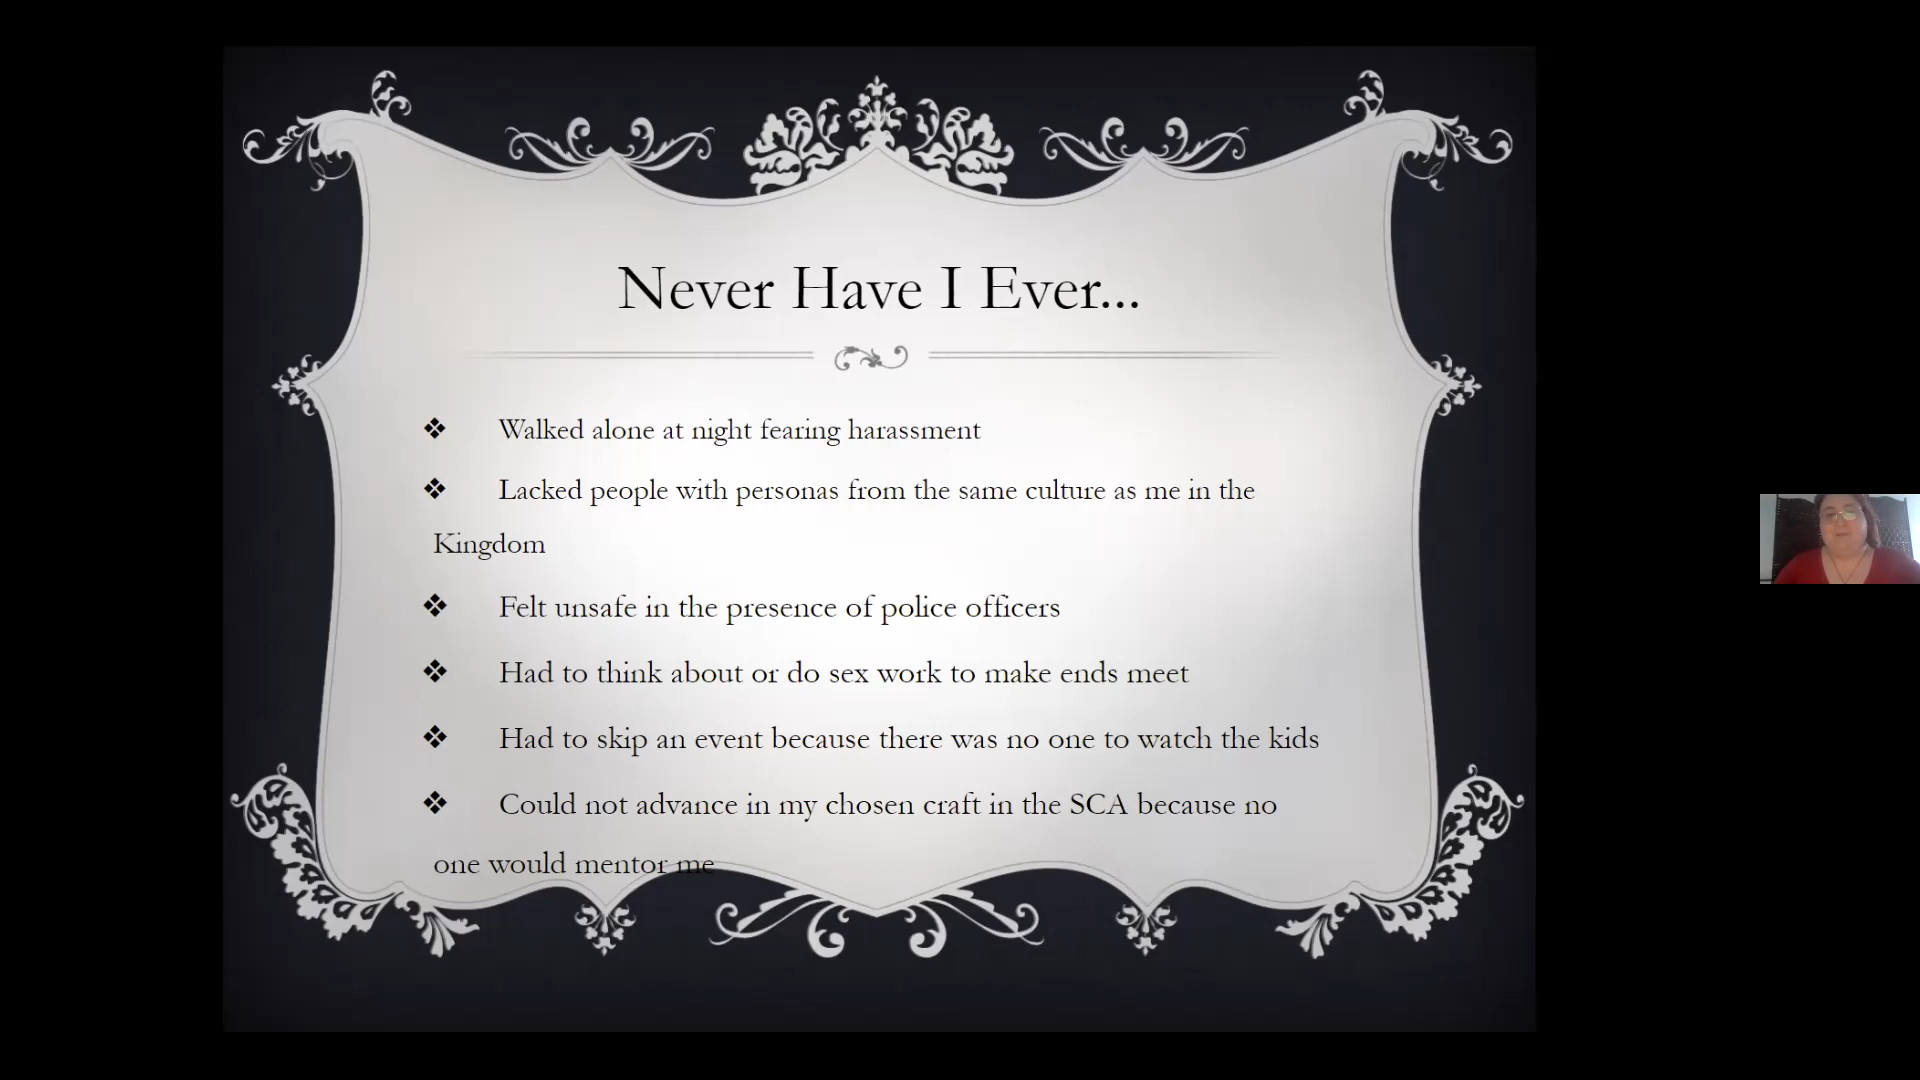 Never Have I Ever...
❖ Walked alone at night fearing harassment
❖ Lacked people with personas from the same culture as me in the
Kingdom
❖ Felt unsafe in the presence of police officers
❖ Had to think about or do sex work to make ends meet
❖ Had to skip an event because there was no one to watch the kids
❖ Could not advance in my chosen craft in the SCA because no
one would mentor me